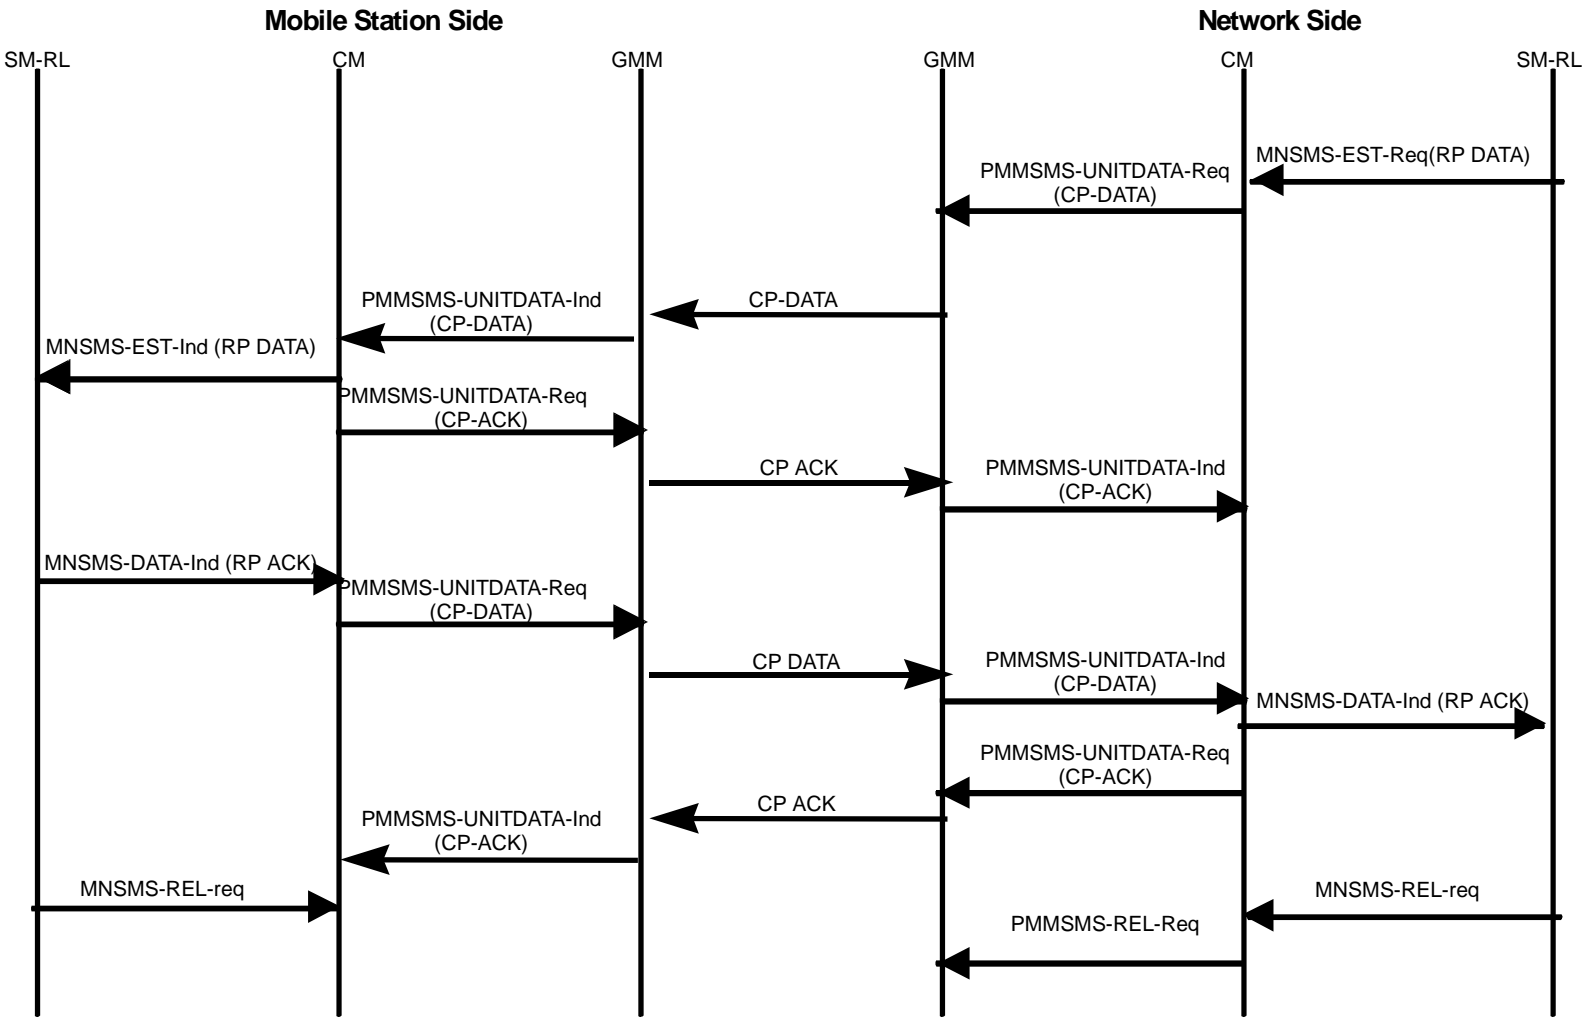 Mobile Station Side
Network Side
SM-RL
CM
GMM
GMM
CM
SM-RL
MNSMS-EST-Req(RP DATA)
PMMSMS-UNITDATA-Req
(CP-DATA)
CP-DATA
PMMSMS-UNITDATA-Ind
(CP-DATA)
MNSMS-EST-Ind (RP DATA)
PMMSMS-UNITDATA-Req
(CP-ACK)
CP ACK
PMMSMS-UNITDATA-Ind
(CP-ACK)
MNSMS-DATA-Ind (RP ACK)
PMMSMS-UNITDATA-Req
(CP-DATA)
CP DATA
PMMSMS-UNITDATA-Ind
(CP-DATA)
MNSMS-DATA-Ind (RP ACK)
PMMSMS-UNITDATA-Req
(CP-ACK)
CP ACK
PMMSMS-UNITDATA-Ind
(CP-ACK)
MNSMS-REL-req
MNSMS-REL-req
PMMSMS-REL-Req